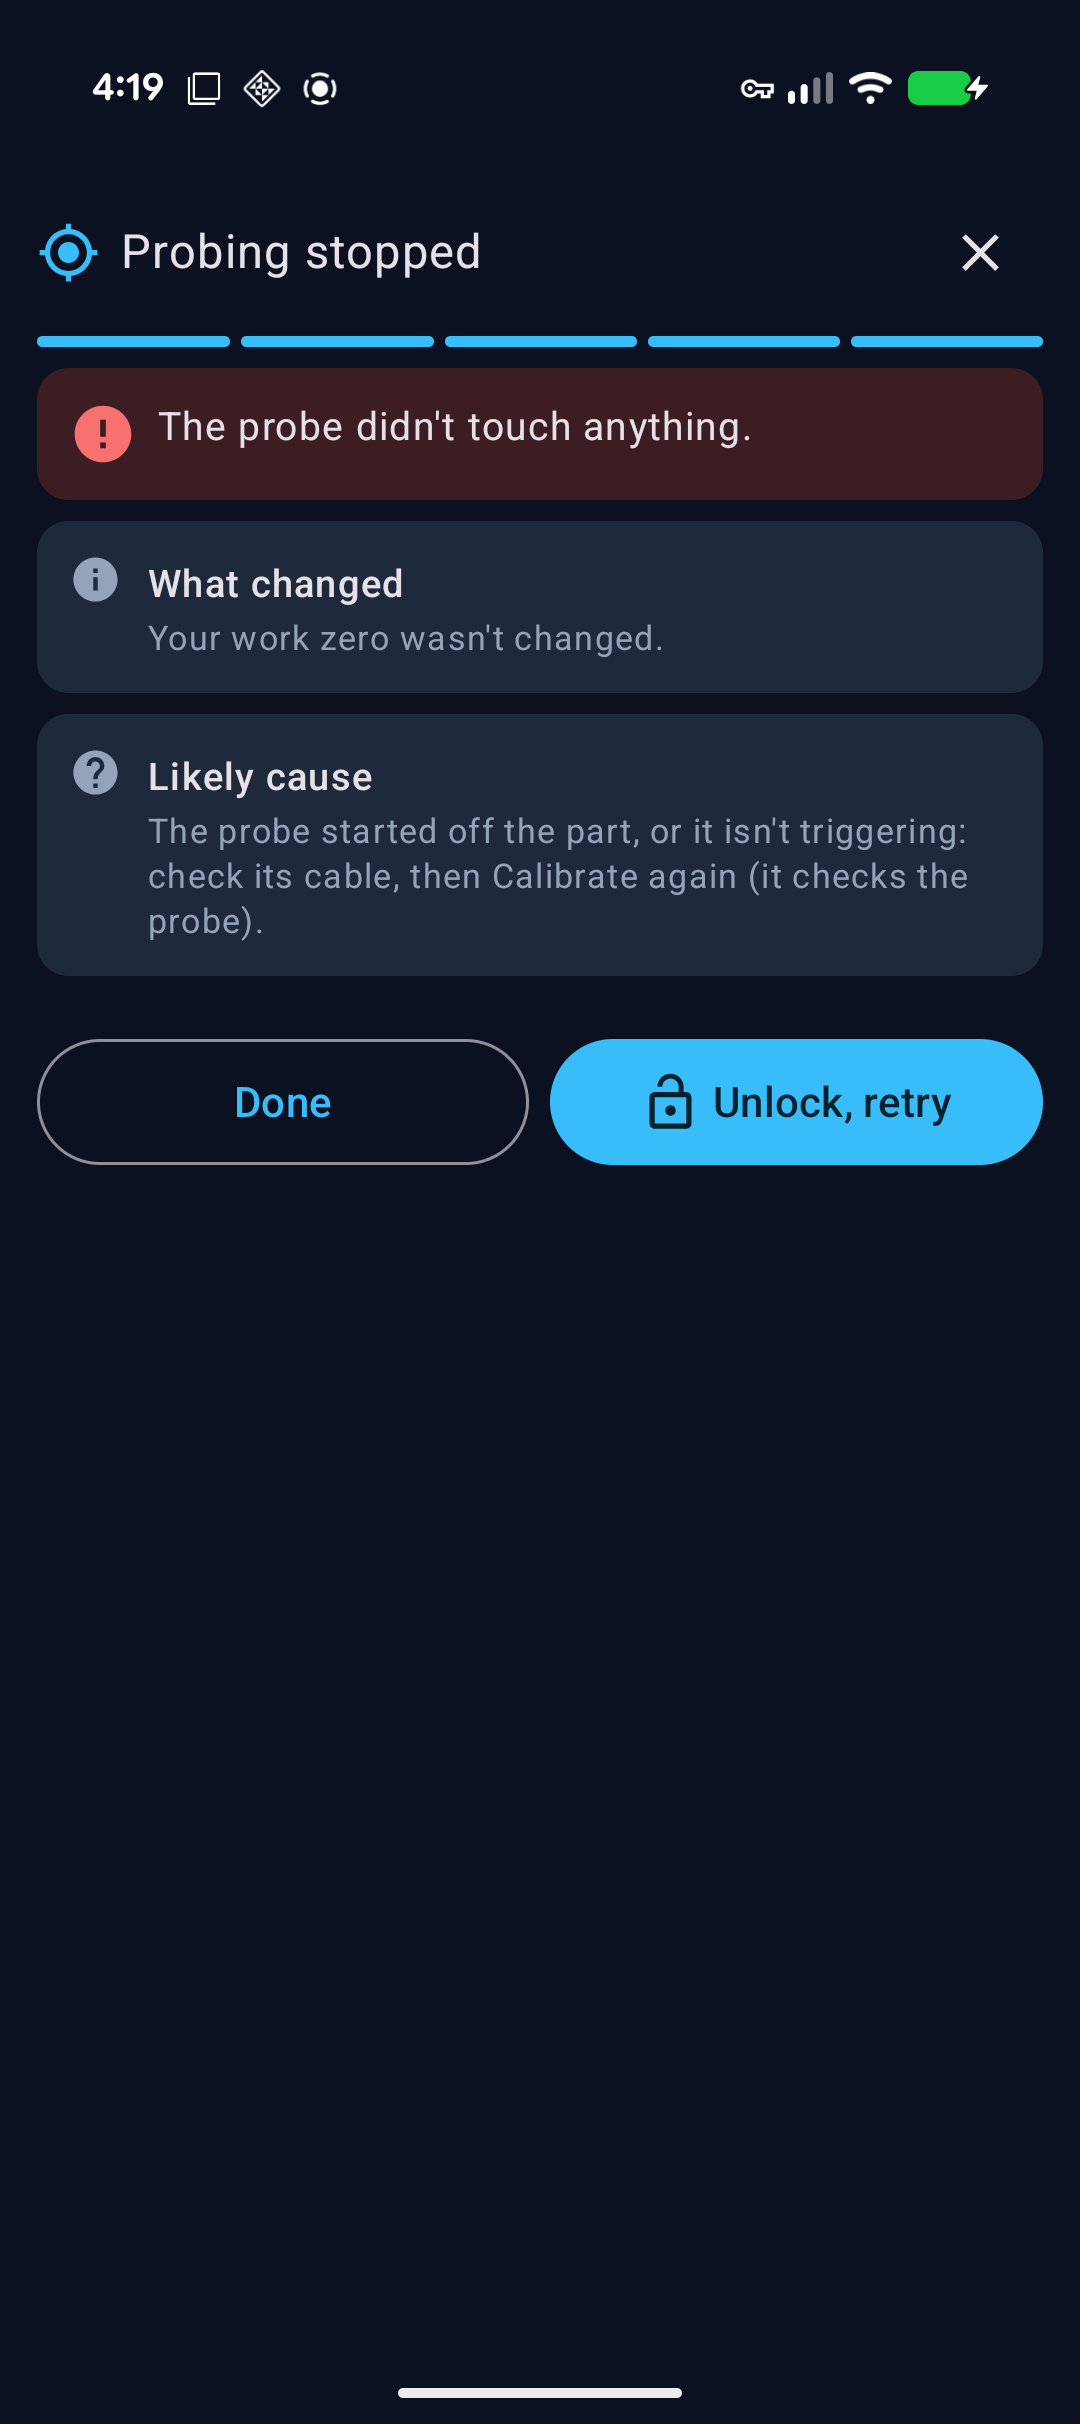 4:19
Probing stopped
The probe didn't touch anything.
What changed
Your work zero wasn't changed.
Likely cause
The probe started off the part, or it isn't triggering:
check its cable, then Calibrate again (it checks the
probe).
Done
Unlock, retry